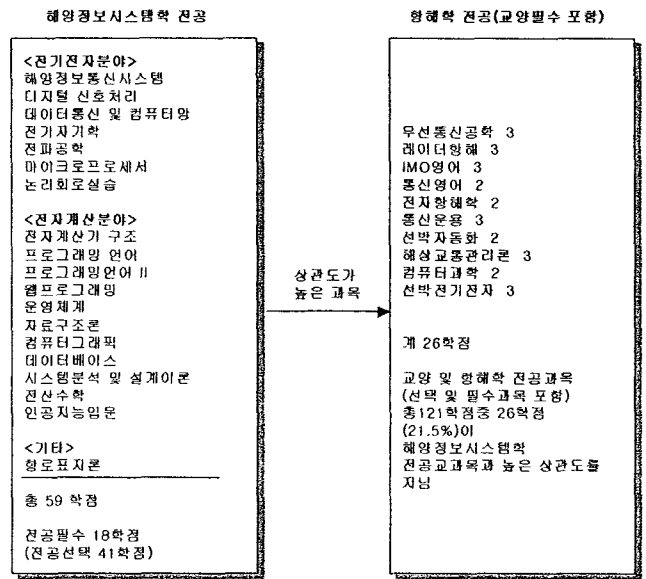 해양정보시스템학 전공
<전기전자분야>
해양정보통신시스템
디지털 신호처리
데이터통신 및 컴퓨터망
전기자기학
전파공학
마이크로프로세서
논리회로실습
<전자계산분야>
전자계산기 구조
프로그래밍 언어
프로그래밍언어 II
웹프로그래밍
운영체계
자료구조론
컴퓨터그래픽
데이터베이스
시스템분석 및 설계이론
전산수학
인공지능입문
<기타>
항로표지론
총 59 학점
전공필수 18학점
(전공선택 41학점)
상관도가
높은 과목
항해학 전공(교양필수 포함)
무선통신공학 3
레이더항해 3
IMO영어 3
통신영어 2
전자항해학 2
통신운용 3
선박자동화 2
해상교통관리론 3
컴퓨터과학 2
선박전기전자 3
계 26학점
교양 및 항해학 전공과목
(선택 및 필수과목 포함)
총121학점중 26학점
(21.5%)이
해양정보시스템학
전공교과목과 높은 상관도를
지님